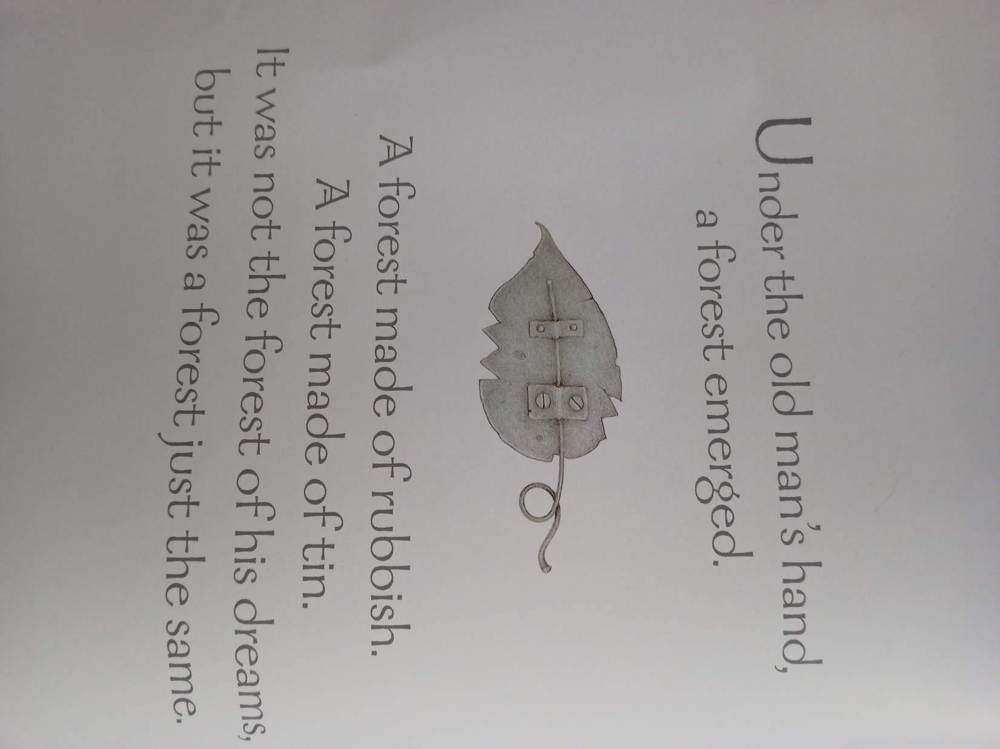 Under the old man's hand,
a forest emerged.
A forest made of rubbish.
A forest made of tin.
It was not the forest of his dreams,
but it was a forest just the same.